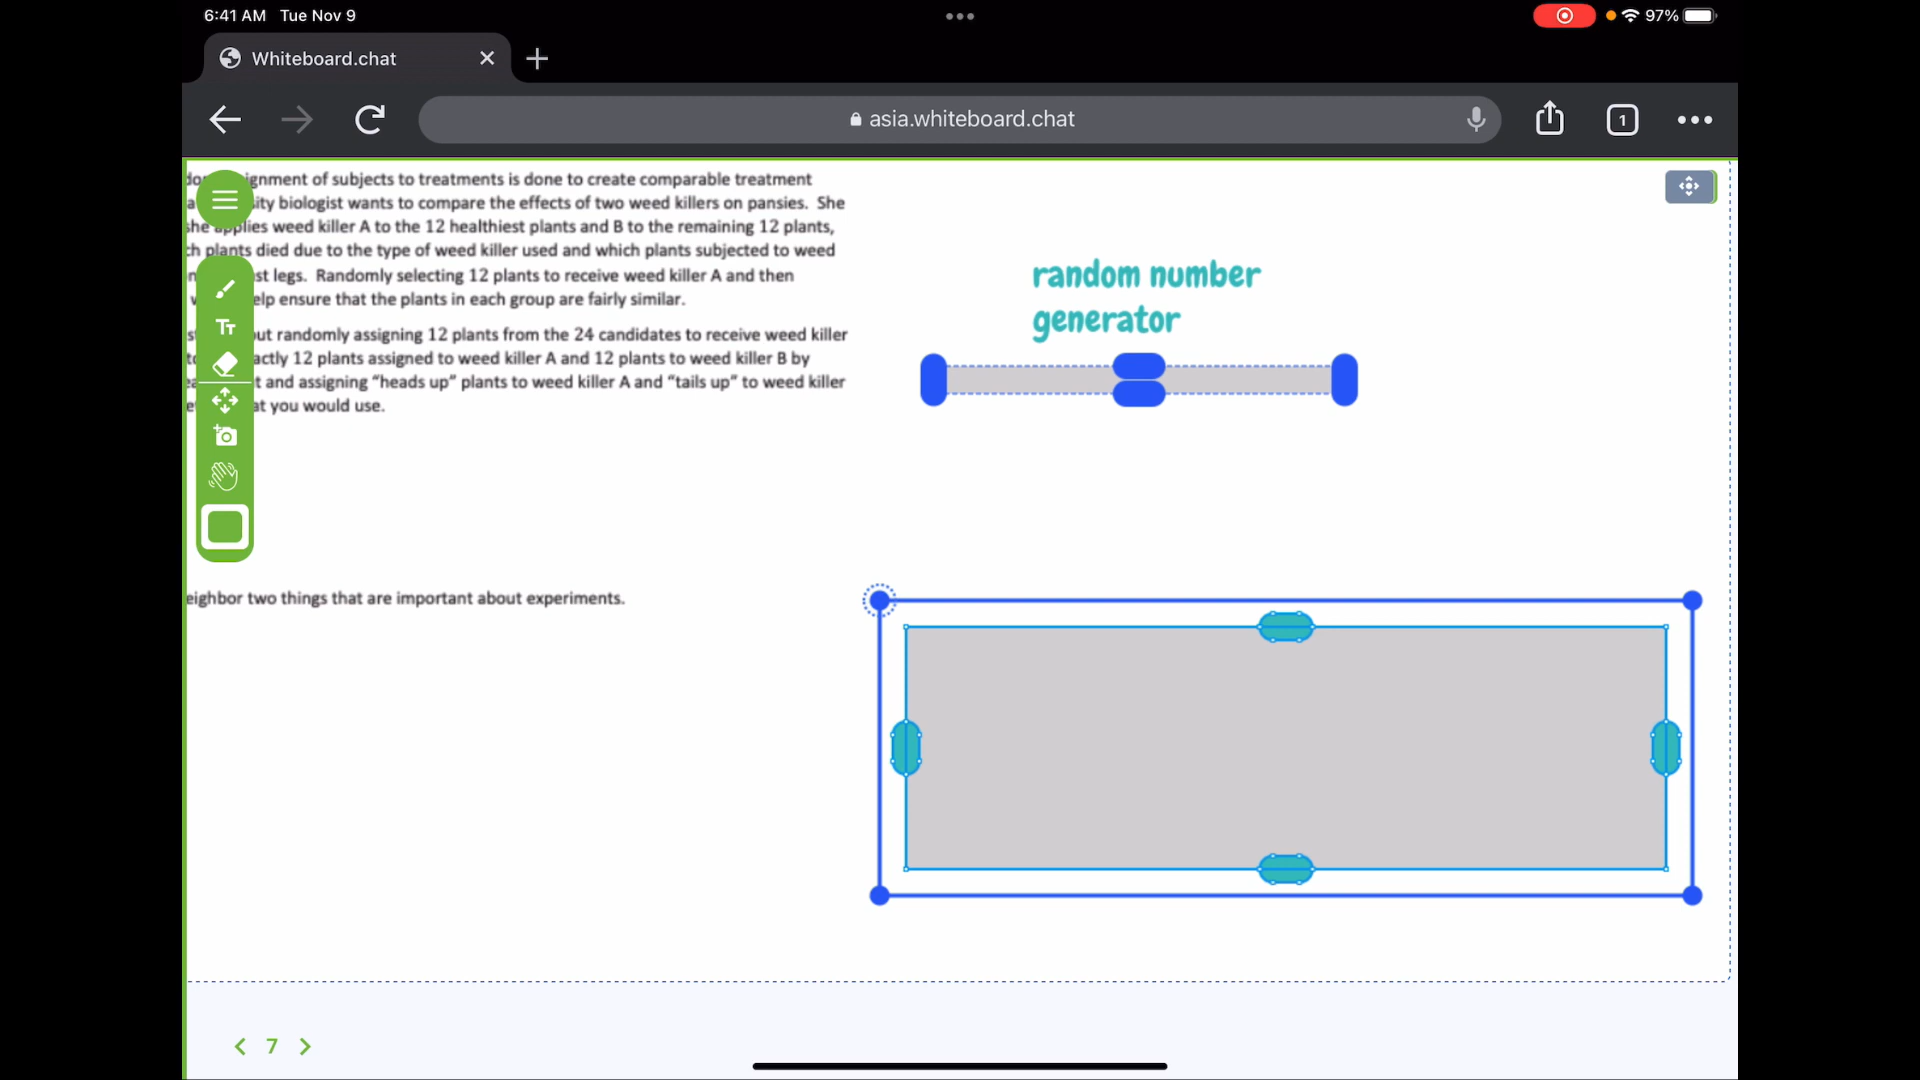 6:41 AM Tue Nov 9
97%
Whiteboard.chat
asia.whiteboard.chat
1
ignment of subjects to treatments is done to create comparable treatment
biologist wants to compare the effects of two weed killers on pansies. She
she applies weed killer A to the 12 healthiest plants and B to the remaining 12 plants,
plants died due to the type of weed killer used and which plants subjected to weed
st legs. Randomly selecting 12 plants to receive weed killer A and then
elp ensure that the plants in each group are fairly similar.
ut randomly assigning 12 plants from the 24 candidates to receive weed killer
actly 12 plants assigned to weed killer A and 12 plants to weed killer B by
t and assigning "heads up" plants to weed killer A and "tails up" to weed killer
at you would use.
random number
generator
Tт
eighbor two things that are important about experiments.
7